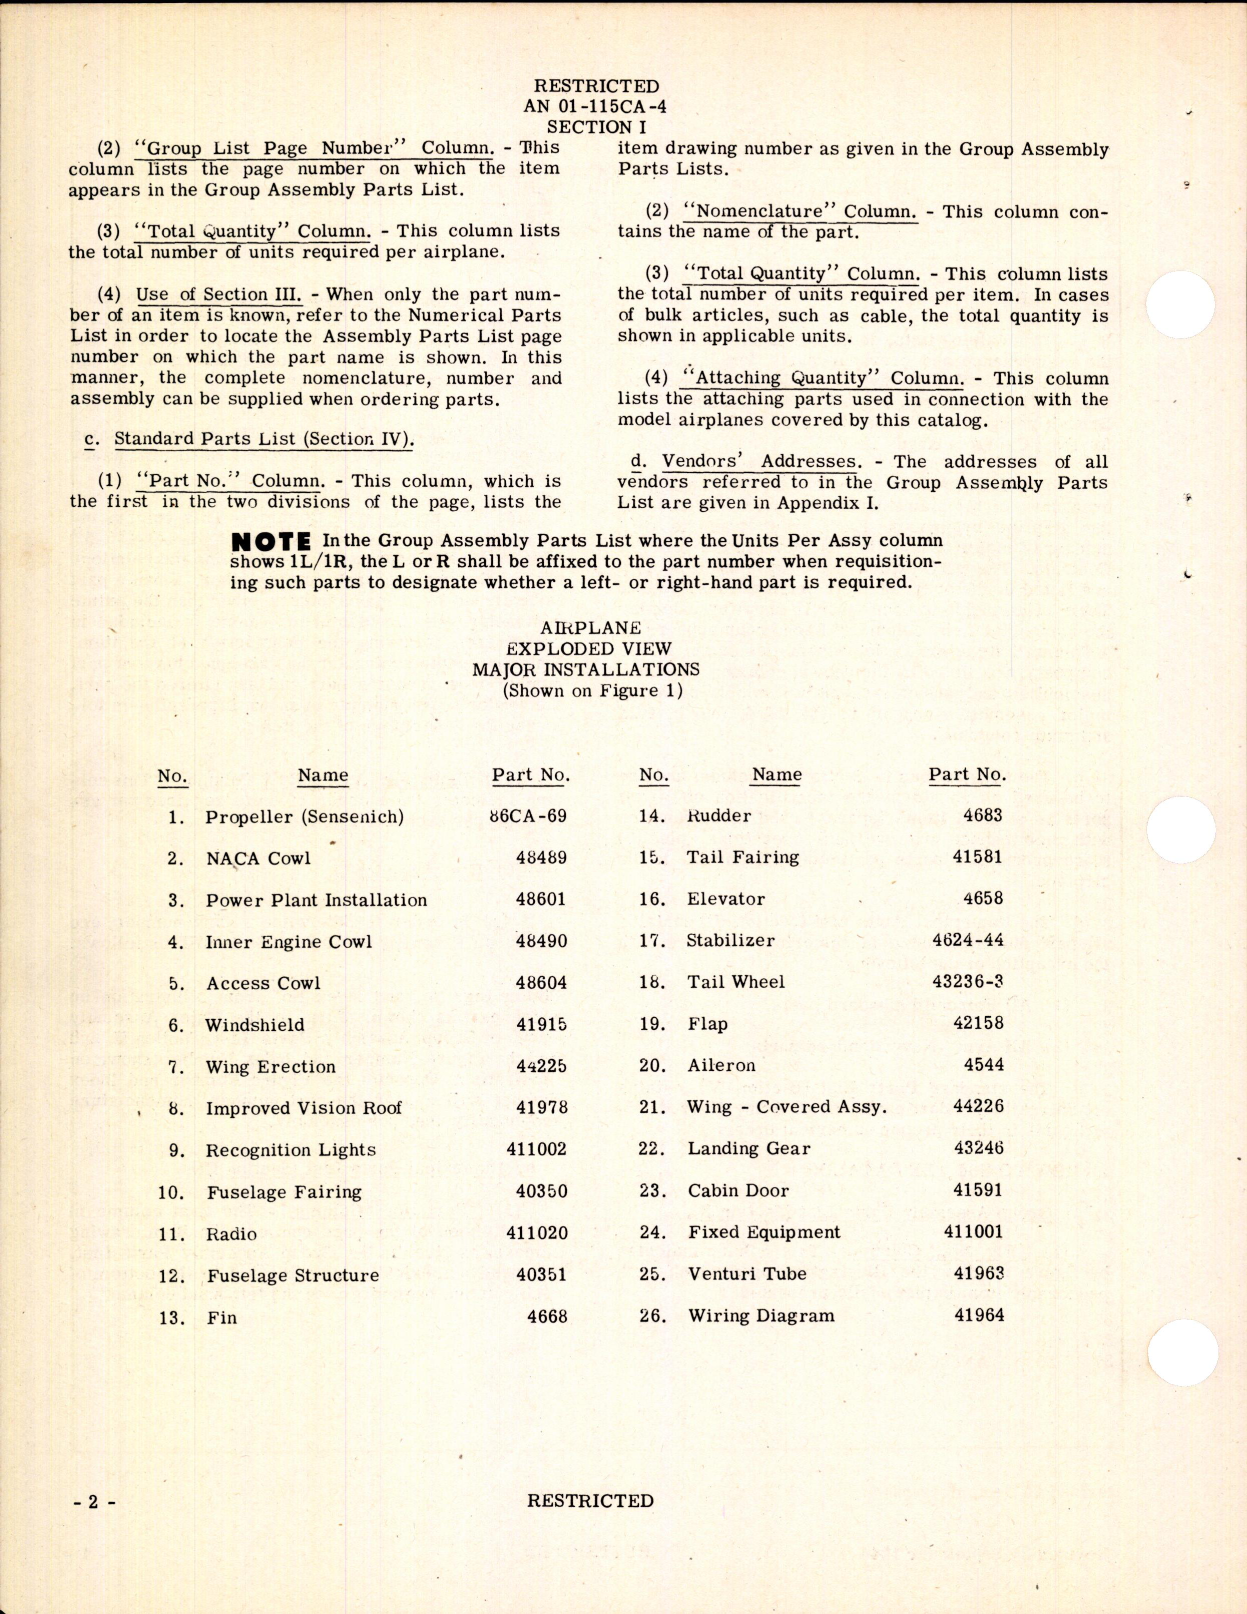 RESTRICTED
AN 01-115CA-4
SECTION I
(2) "Group List Page Number" Column. - This
column lists the page number on which the item
appears in the Group Assembly Parts List.
(3) "Total Quantity" Column. - This column lists
the total number of units required per airplane.
(4) Use of Section III. - When only the part num-
ber of an item is known, refer to the Numerical Parts
List in order to locate the Assembly Parts List page
number on which the part name is shown. In this
manner, the complete nomenclature, number and
assembly can be supplied when ordering parts.
c. Standard Parts List (Section IV).
(1) "Part No." Column. - This column, which is
the first in the two divisions of the page, lists the
item drawing number as given in the Group Assembly
Parts Lists.
(2) "Nomenclature" Column. - This column con-
tains the name of the part.
(3) "Total Quantity" Column. - This column lists
the total number of units required per item. In cases
of bulk articles, such as cable, the total quantity is
shown in applicable units.
(4) "Attaching Quantity" Column. - This column
lists the attaching parts used in connection with the
model airplanes covered by this catalog.
d. Vendors' Addresses. - The addresses of all
vendors referred to in the Group Assembly Parts
List are given in Appendix I.
NOTE In the Group Assembly Parts List where the Units Per Assy column
shows 1L/1R, the L or R shall be affixed to the part number when requisition-
ing such parts to designate whether a left- or right-hand part is required.
AIRPLANE
EXPLODED VIEW
MAJOR INSTALLATIONS
(Shown on Figure 1)
No. Name Part No. No. Name Part No.
1. Propeller (Sensenich) 86CA-69 14. Rudder 4683
2. NACA Cowl 48489 15. Tail Fairing 41581
3. Power Plant Installation 48601 16. Elevator 4658
4. Inner Engine Cowl 48490 17. Stabilizer 4624-44
5. Access Cowl 48604 18. Tail Wheel 43236-3
6. Windshield 41915 19. Flap 42158
7. Wing Erection 44225 20. Aileron 4544
8. Improved Vision Roof 41978 21. Wing - Covered Assy. 44226
9. Recognition Lights 411002 22. Landing Gear 43246
10. Fuselage Fairing 40350 23. Cabin Door 41591
11. Radio 411020 24. Fixed Equipment 411001
12. Fuselage Structure 40351 25. Venturi Tube 41963
13. Fin 4668 26. Wiring Diagram 41964
- 2 - RESTRICTED